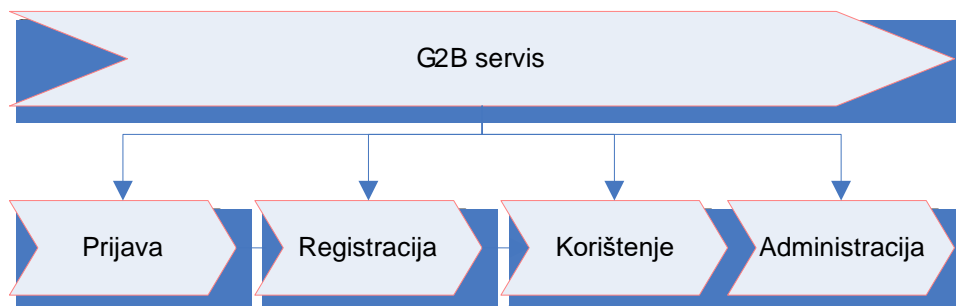 G2B servis
Prijava
Registracija
Korištenje
Administracija